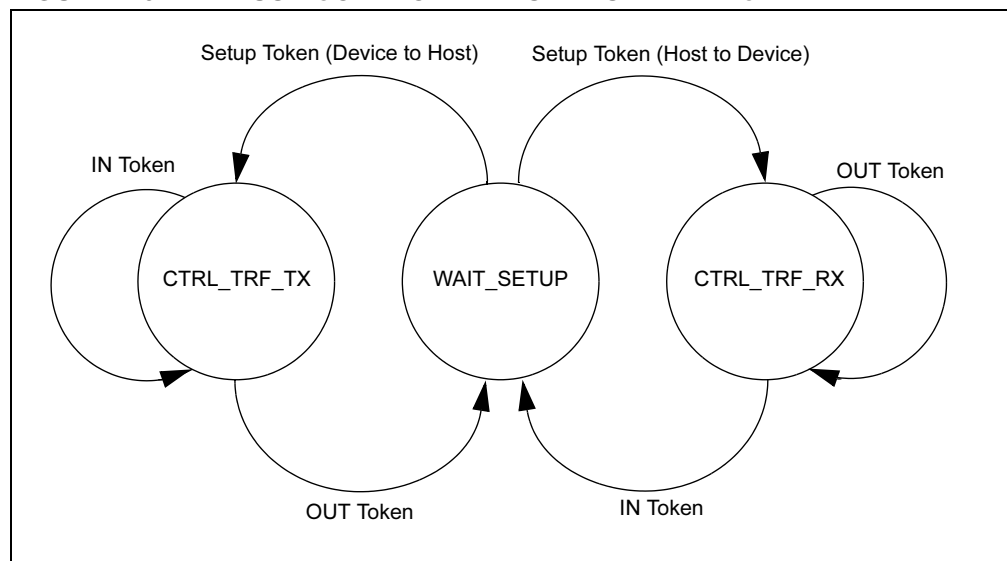 Setup Token (Device to Host)
Setup Token (Host to Device)
IN Token
OUT Token
CTRL_TRF_TX
WAIT_SETUP
CTRL_TRF_RX
OUT Token
IN Token